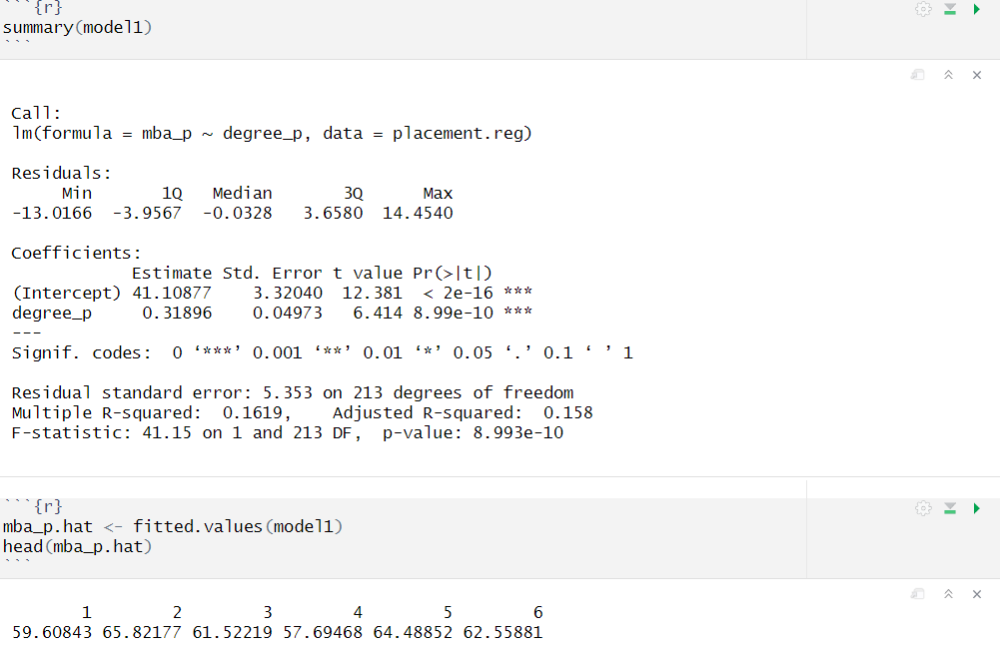 ```{r}
summary(model1)
```
Call:
lm(formula = mba_p ~ degree_p, data = placement.reg)
Residuals:
     Min       1Q   Median       3Q      Max
-13.0166  -3.9567  -0.0328   3.6580  14.4540
Coefficients:
            Estimate Std. Error t value Pr(>|t|)
(Intercept) 41.10877    3.32040  12.381  < 2e-16 ***
degree_p     0.31896    0.04973   6.414 8.99e-10 ***
---
Signif. codes:  0 ‘***’ 0.001 ‘**’ 0.01 ‘*’ 0.05 ‘.’ 0.1 ‘ ’ 1
Residual standard error: 5.353 on 213 degrees of freedom
Multiple R-squared:  0.1619,    Adjusted R-squared:  0.158
F-statistic: 41.15 on 1 and 213 DF,  p-value: 8.993e-10
```{r}
mba_p.hat <- fitted.values(model1)
head(mba_p.hat)
```
       1        2        3        4        5        6
59.60843 65.82177 61.52219 57.69468 64.48852 62.55881